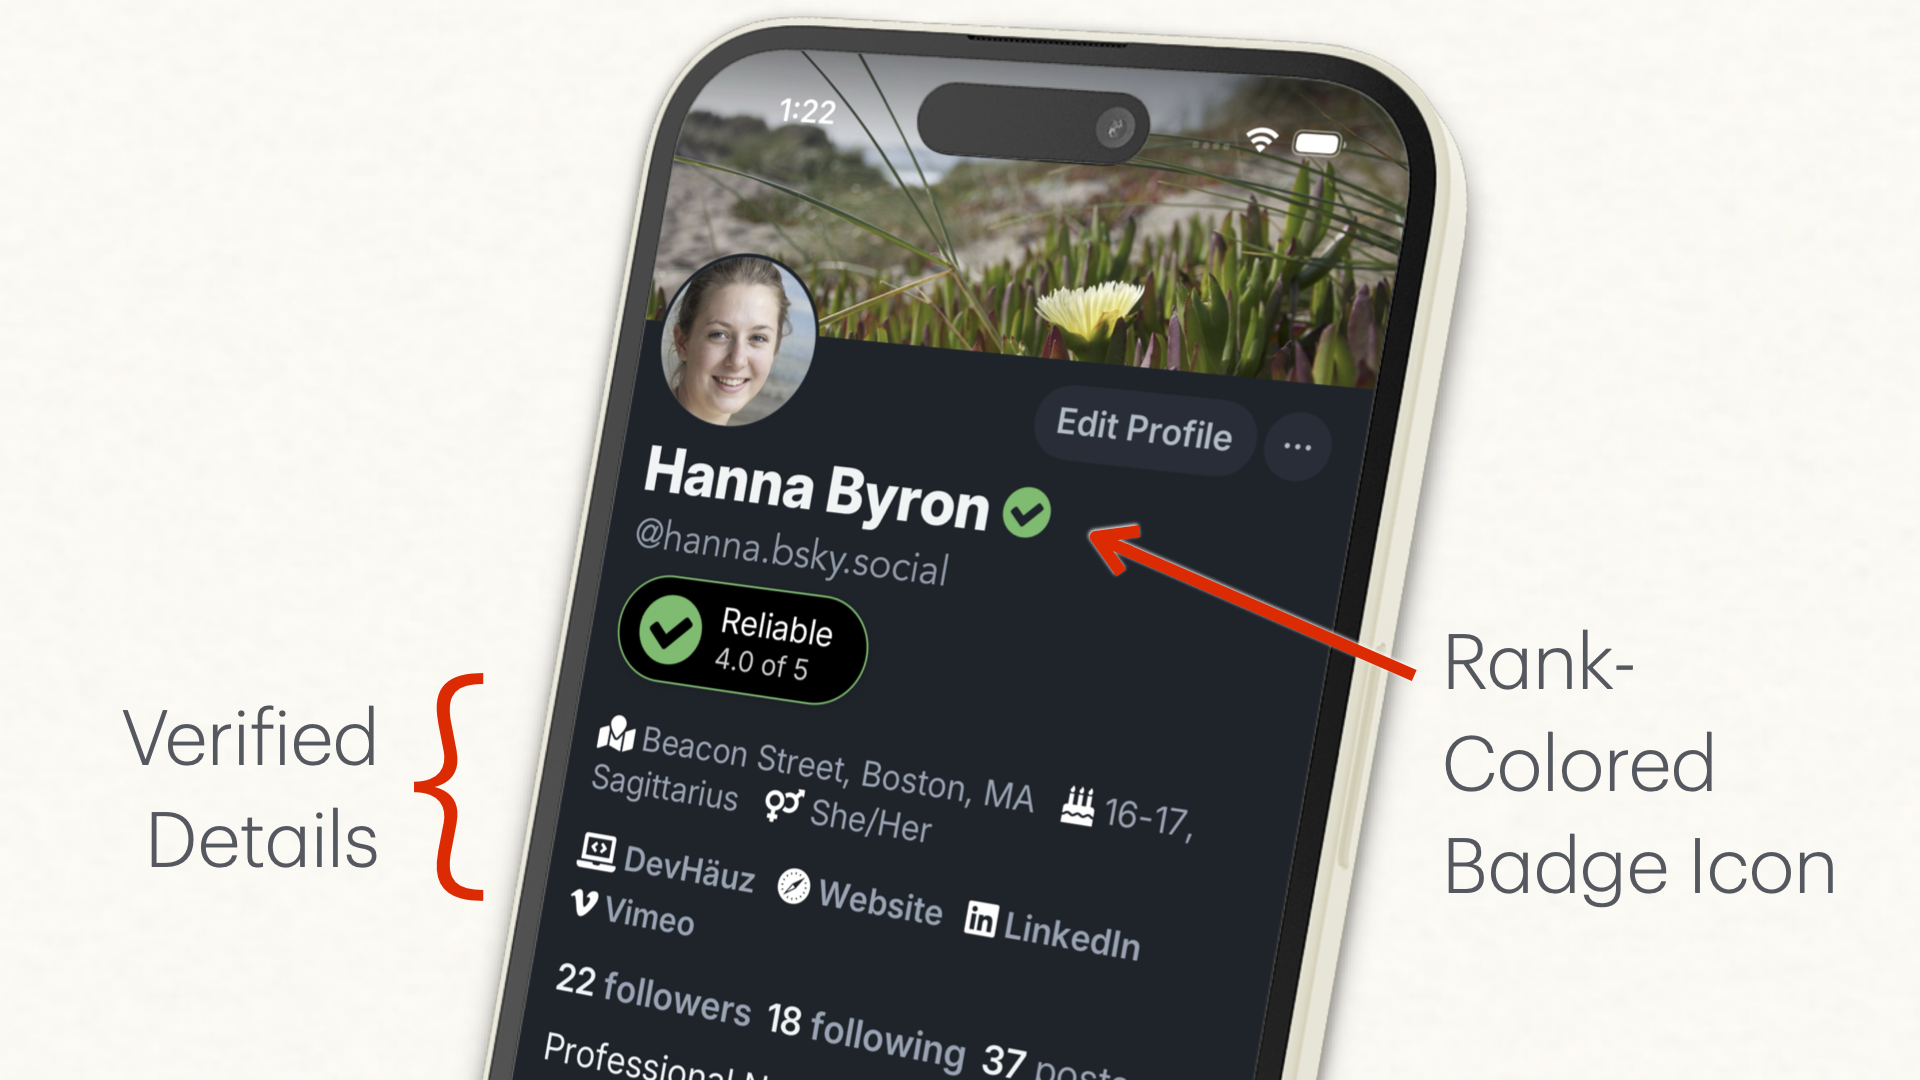 1:22
Edit Profile
Hanna Byron
@hanna.bsky.social
Reliable
4.0 of 5
Beacon Street, Boston, MA 16-17,
Sagittarius She/Her
DevHäuz Website LinkedIn
Vimeo
22 followers 18 following 37 posts
Professional
Verified
Details
Rank-
Colored
Badge Icon